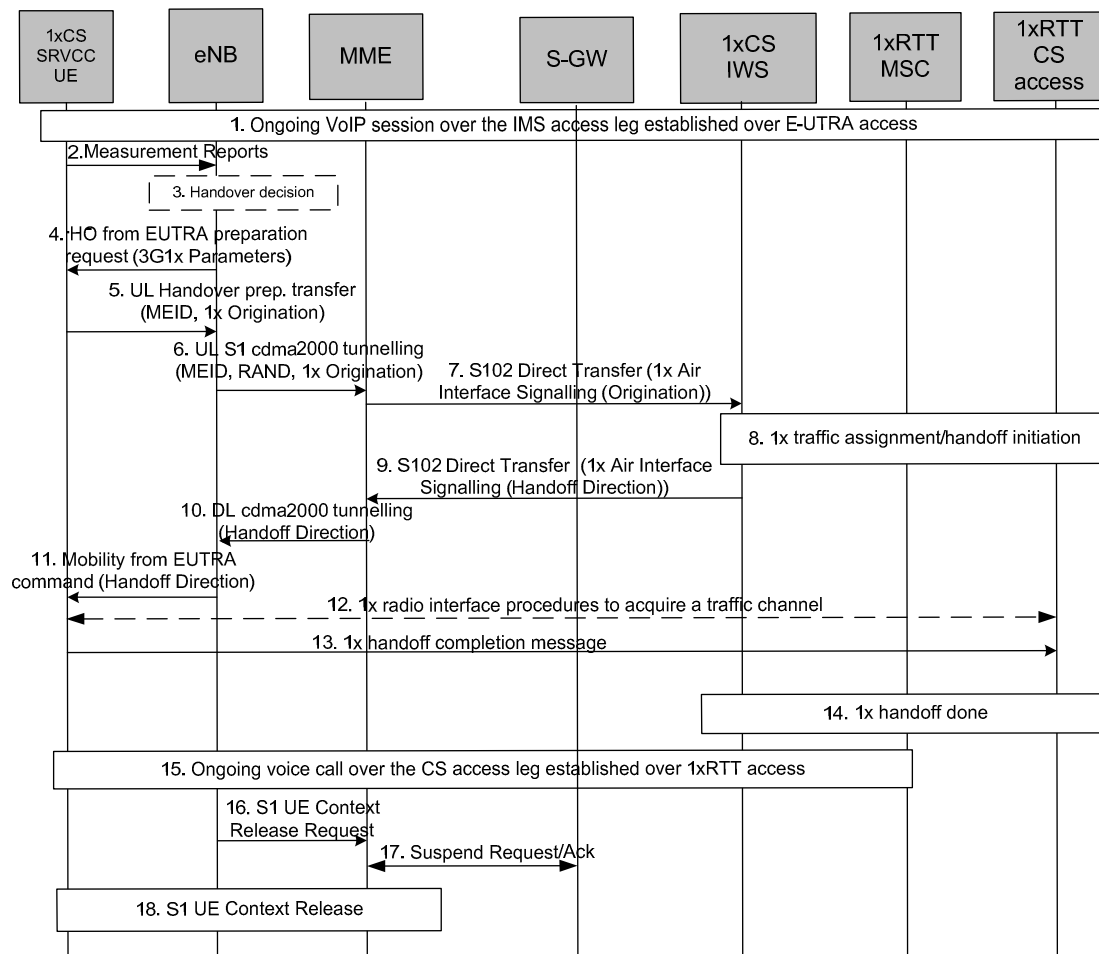 1xCS
SRVCC
UE
eNB
MME
S-GW
1xCS
IWS
1xRTT
MSC
1xRTT
CS
access
1. Ongoing VoIP session over the IMS access leg established over E-UTRA access
2.Measurement Reports
3. Handover decision
4. HO from EUTRA preparation
request (3G1x Parameters)
5. UL Handover prep. transfer
(MEID, 1x Origination)
6. UL S1 cdma2000 tunnelling
(MEID, RAND, 1x Origination)
7. S102 Direct Transfer (1x Air
Interface Signalling (Origination))
8. 1x traffic assignment/handoff initiation
9. S102 Direct Transfer (1x Air Interface
Signalling (Handoff Direction))
10. DL cdma2000 tunnelling
(Handoff Direction)
11. Mobility from EUTRA
command (Handoff Direction)
12. 1x radio interface procedures to acquire a traffic channel
13. 1x handoff completion message
14. 1x handoff done
15. Ongoing voice call over the CS access leg established over 1xRTT access
16. S1 UE Context
Release Request
17. Suspend Request/Ack
18. S1 UE Context Release